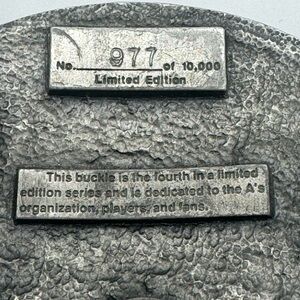 No. 977 of 10,000
Limited Edition
This buckle is the fourth in a limited
edition series and is dedicated to the A's
organization, players, and fans.